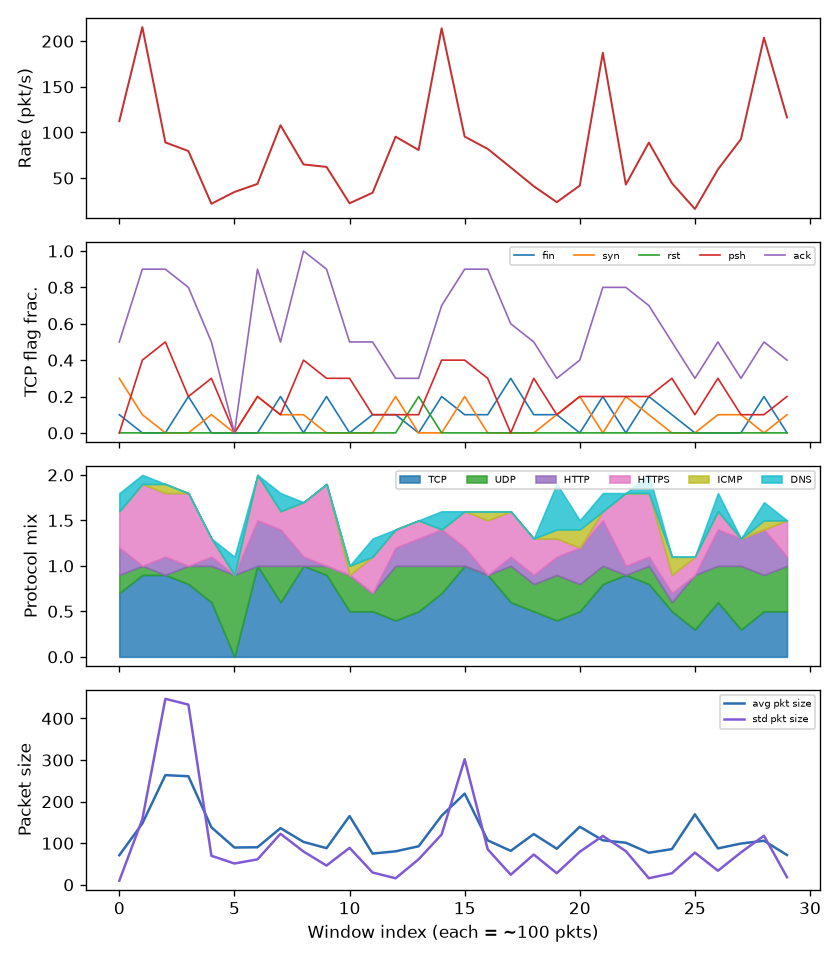 200
150
100
50
Rate (pkt/s)
1.0
0.8
0.6
0.4
0.2
0.0
TCP flag frac.
fin syn rst psh ack
2.0
1.5
1.0
0.5
0.0
Protocol mix
TCP UDP HTTP HTTPS ICMP DNS
400
300
200
100
0
Packet size
avg pkt size
std pkt size
0 5 10 15 20 25 30
Window index (each = ~100 pkts)